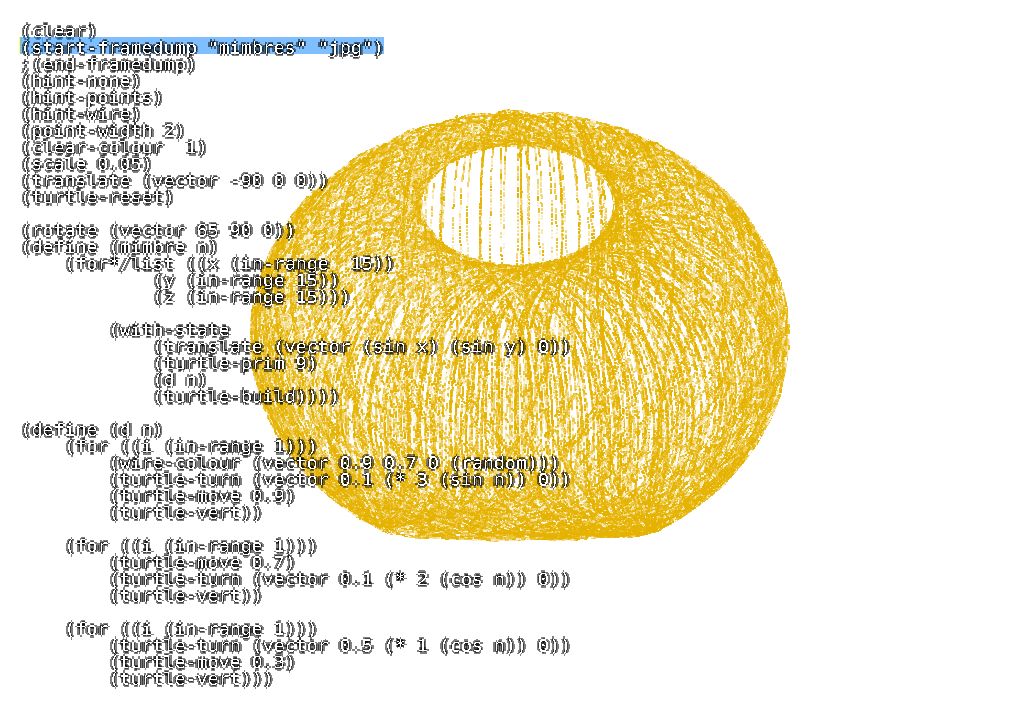 (clear)
(start-framedump "mimbres" "jpg")
;(end-framedump)
(hint-none)
(hint-points)
(hint-wire)
(point-width 2)
(clear-colour  1)
(scale 0.05)
(translate (vector -90 0 0))
(turtle-reset)

(rotate (vector 65 90 0))
(define (mimbre n)
    (for*/list ((x (in-range  15))
            (y (in-range 15))
            (z (in-range 15)))

        (with-state
            (translate (vector (sin x) (sin y) 0))
            (turtle-prim 9)
            (d n)
            (turtle-build))))

(define (d n)
    (for ((i (in-range 1)))
        (wire-colour (vector 0.9 0.7 0 (random)))
        (turtle-turn (vector 0.1 (* 3 (sin n)) 0))
        (turtle-move 0.9)
        (turtle-vert))

    (for ((i (in-range 1)))
        (turtle-move 0.7)
        (turtle-turn (vector 0.1 (* 2 (cos n)) 0))
        (turtle-vert))

    (for ((i (in-range 1)))
        (turtle-turn (vector 0.5 (* 1 (cos n)) 0))
        (turtle-move 0.3)
        (turtle-vert)))